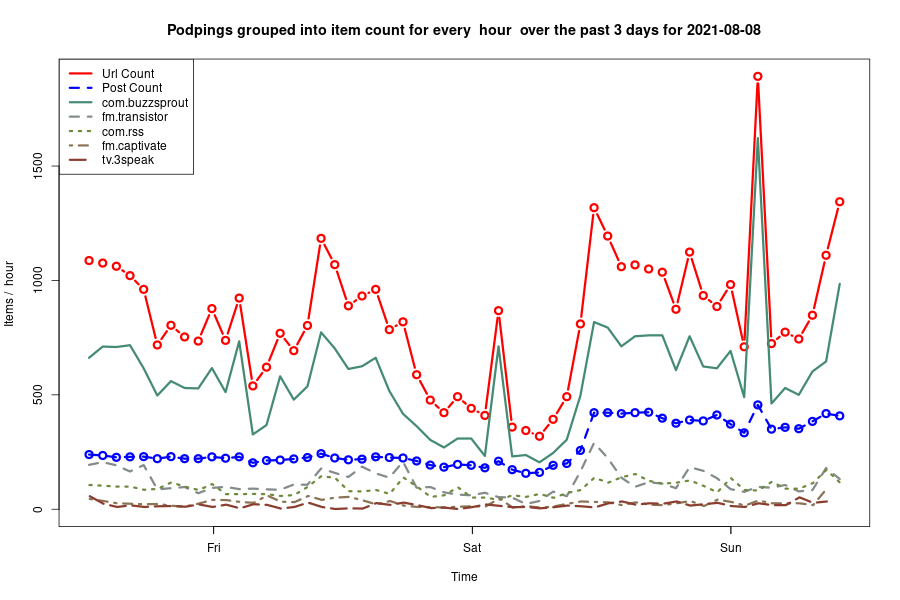 Podpings grouped into item count for every  hour  over the past 3 days for 2021-08-08
Url Count
Post Count
com.buzzsprout
fm.transistor
com.rss
fm.captivate
tv.3speak
Items /  hour
1500
1000
500
0
Fri
Sat
Sun
Time